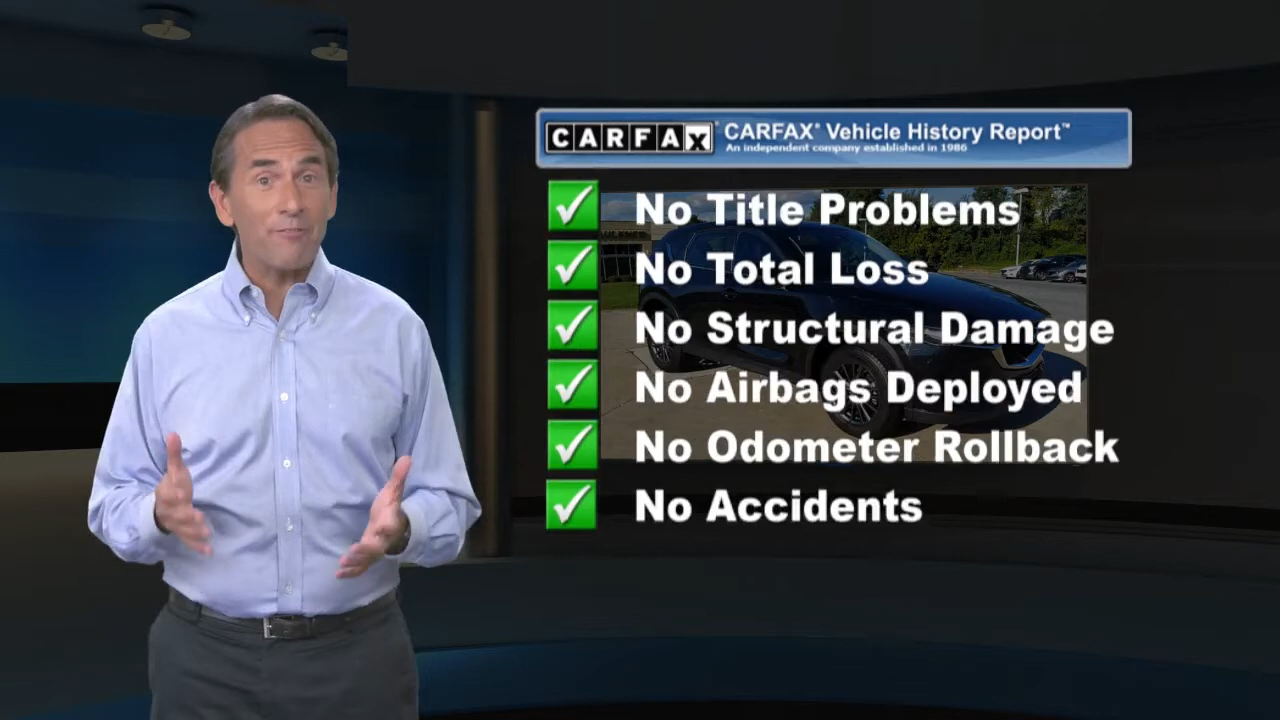 CARFAX® CARFAX® Vehicle History Report™
An independent company established in 1986
No Title Problems
No Total Loss
No Structural Damage
No Airbags Deployed
No Odometer Rollback
No Accidents